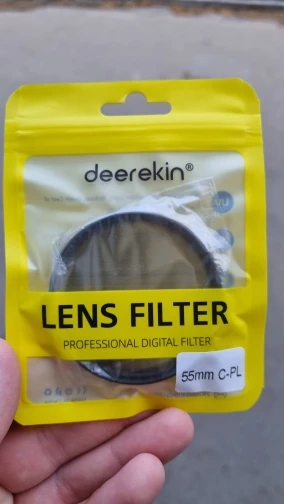 deerekin®
LENS FILTER
PROFESSIONAL DIGITAL FILTER
55mm C-PL